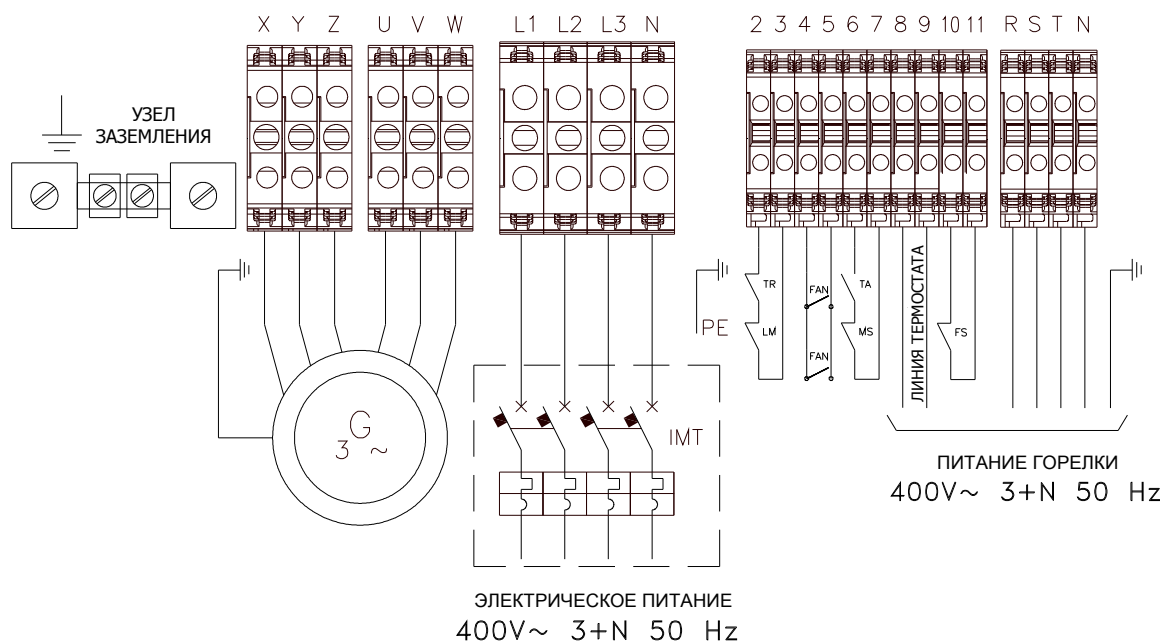 X Y Z U V W L1 L2 L3 N 2 3 4 5 6 7 8 9 10 11 R S T N
УЗЕЛ
ЗАЗЕМЛЕНИЯ
TR FAN TA
PE LM MS FS
FAN
ЛИНИЯ ТЕРМОСТАТА
G
3 ~
IMT
ПИТАНИЕ ГОРЕЛКИ
400V~ 3+N 50 Hz
ЭЛЕКТРИЧЕСКОЕ ПИТАНИЕ
400V~ 3+N 50 Hz